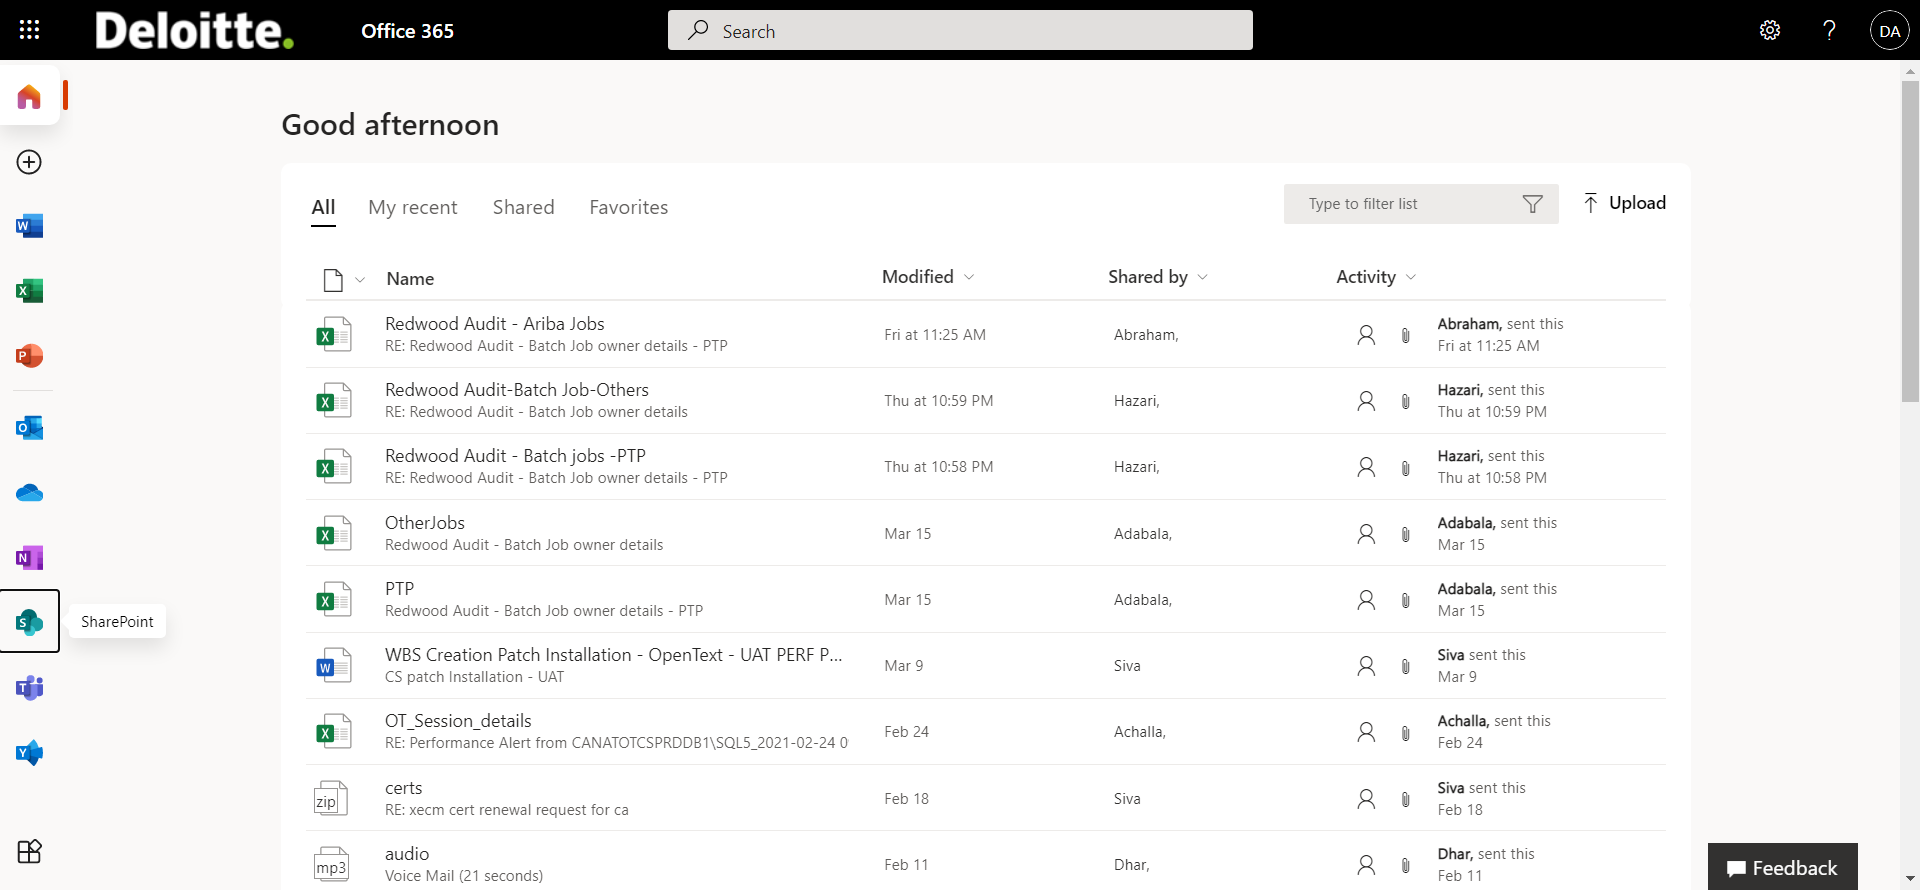 Deloitte.
Office 365
Search
DA
Good afternoon
All My recent Shared Favorites
Type to filter list
Upload
Name Modified Shared by Activity
Redwood Audit - Ariba Jobs
RE: Redwood Audit - Batch Job owner details - PTP
Fri at 11:25 AM
Abraham,
Abraham, sent this
Fri at 11:25 AM
Redwood Audit-Batch Job-Others
RE: Redwood Audit - Batch Job owner details
Thu at 10:59 PM
Hazari,
Hazari, sent this
Thu at 10:59 PM
Redwood Audit - Batch jobs -PTP
RE: Redwood Audit - Batch Job owner details - PTP
Thu at 10:58 PM
Hazari,
Hazari, sent this
Thu at 10:58 PM
OtherJobs
Redwood Audit - Batch Job owner details
Mar 15
Adabala,
Adabala, sent this
Mar 15
PTP
Redwood Audit - Batch Job owner details - PTP
Mar 15
Adabala,
Adabala, sent this
Mar 15
SharePoint
WBS Creation Patch Installation - OpenText - UAT PERF P...
CS patch Installation - UAT
Mar 9
Siva
Siva sent this
Mar 9
OT_Session_details
RE: Performance Alert from CANATOTCSPRDDB1\SQL5_2021-02-24 0
Feb 24
Achalla,
Achalla, sent this
Feb 24
zip
certs
RE: xecm cert renewal request for ca
Feb 18
Siva
Siva sent this
Feb 18
mp3
audio
Voice Mail (21 seconds)
Feb 11
Dhar,
Dhar, sent this
Feb 11
Feedback